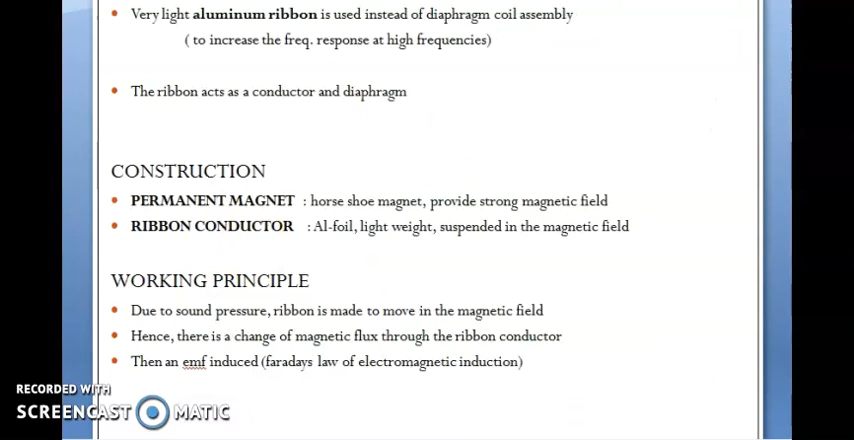 • Very light aluminum ribbon is used instead of diaphragm coil assembly
( to increase the freq. response at high frequencies)
• The ribbon acts as a conductor and diaphragm
CONSTRUCTION
• PERMANENT MAGNET : horse shoe magnet, provide strong magnetic field
• RIBBON CONDUCTOR : Al-foil, light weight, suspended in the magnetic field
WORKING PRINCIPLE
• Due to sound pressure, ribbon is made to move in the magnetic field
• Hence, there is a change of magnetic flux through the ribbon conductor
• Then an emf induced (faradays law of electromagnetic induction)
RECORDED WITH
SCREENCAST MATIC